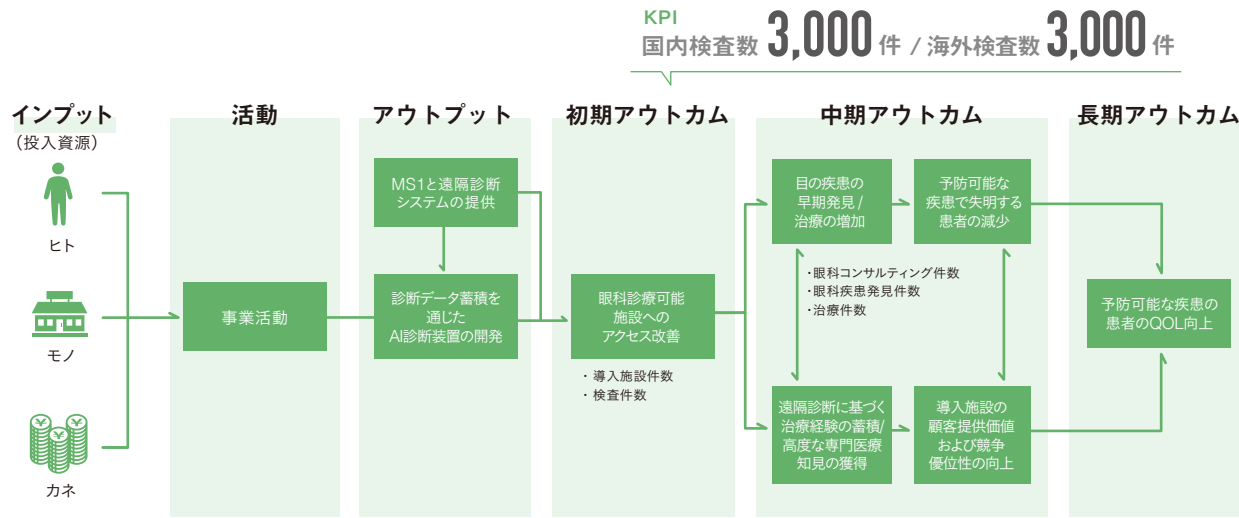 KPI
国内検査数 3,000 件 / 海外検査数 3,000 件
インプット
（投入資源）
ヒト
モノ
¥ ¥
¥
カネ
活動
事業活動
アウトプット
MS1と遠隔診断
システムの提供
診断データ蓄積を
通じた
AI診断装置の開発
初期アウトカム
眼科診療可能
施設への
アクセス改善
・ 導入施設件数
・ 検査件数
中期アウトカム
目の疾患の
早期発見 /
治療の増加
予防可能な
疾患で失明する
患者の減少
・眼科コンサルティング件数
・眼科疾患発見件数
・治療件数
遠隔診断に基づく
治療経験の蓄積/
高度な専門医療
知見の獲得
導入施設の
顧客提供価値
および競争
優位性の向上
長期アウトカム
予防可能な疾患の
患者のQOL向上